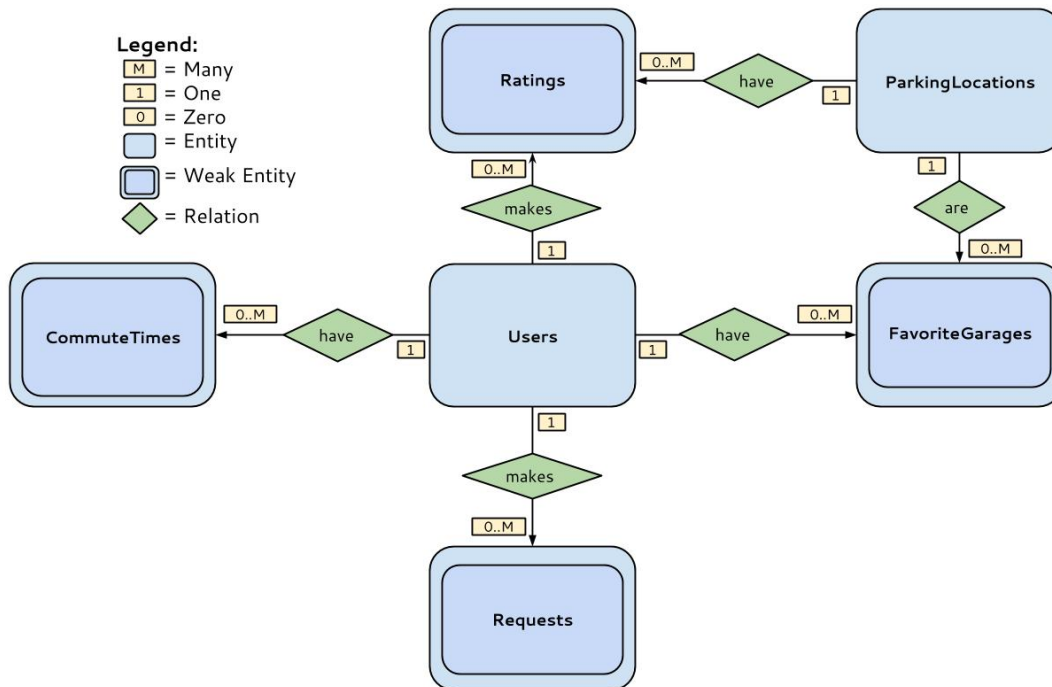 Legend:
M = Many
1 = One
0 = Zero
= Entity
= Weak Entity
= Relation
Ratings
0..M
have
1
ParkingLocations
0..M
makes
1
1
are
0..M
CommuteTimes
0..M
have
1
Users
1
have
0..M
FavoriteGarages
1
makes
0..M
Requests